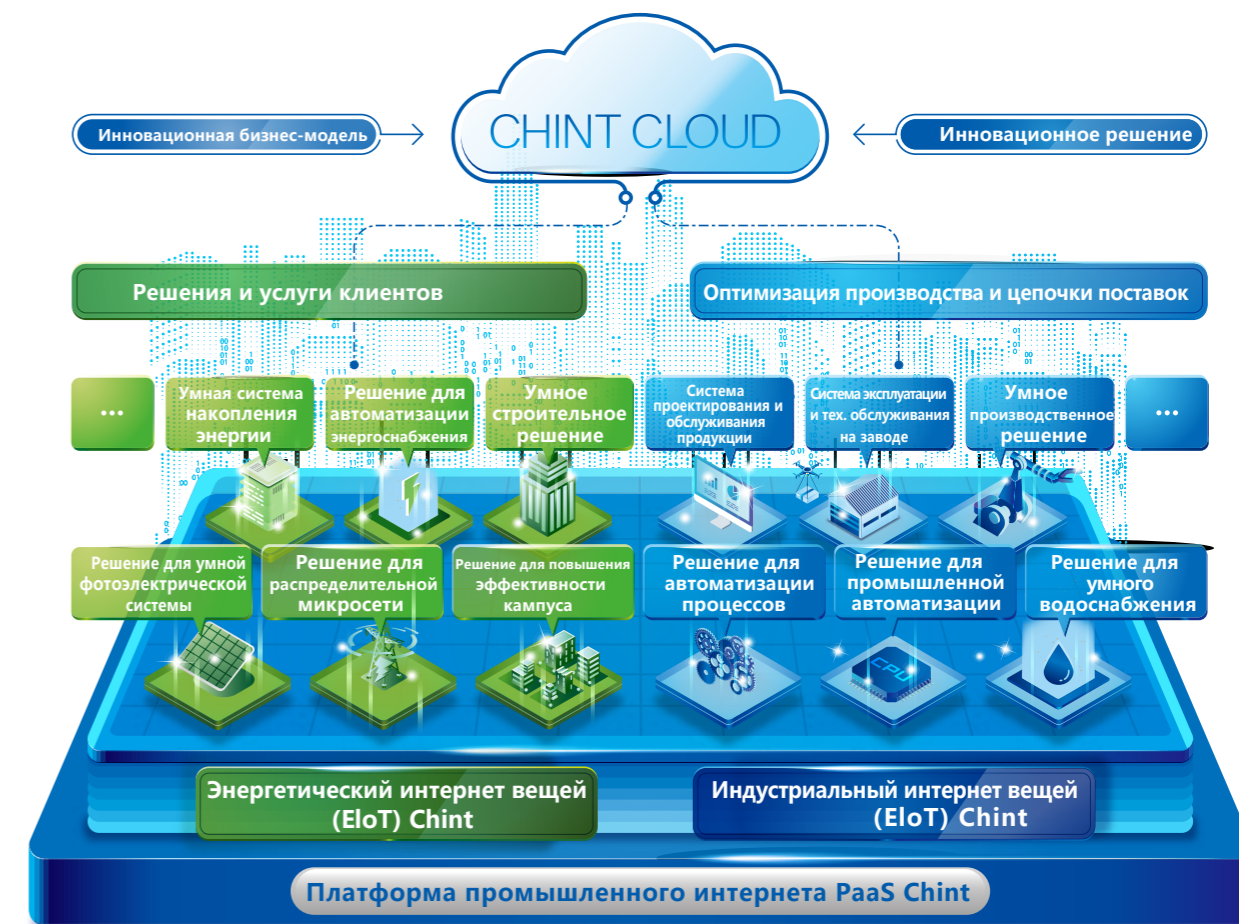 CHINT CLOUD
Инновационная бизнес-модель
Инновационное решение
Решения и услуги клиентов
Оптимизация производства и цепочки поставок
...
Умная система
накопления
энергии
Решение для
автоматизации
энергоснабжения
Умное
строительное
решение
Система
проектирования и
обслуживания
продукции
Система эксплуатации
и тех. обслуживания
на заводе
Умное
производственное
решение
...
Решение для умной
фотоэлектрической
системы
Решение для
распределительной
микросети
Решение для повышения
эффективности
кампуса
Решение для
автоматизации
процессов
Решение для
промышленной
автоматизации
Решение для
умного
водоснабжения
CPU
Энергетический интернет вещей
(EloT) Chint
Индустриальный интернет вещей
(EloT) Chint
Платформа промышленного интернета PaaS Chint